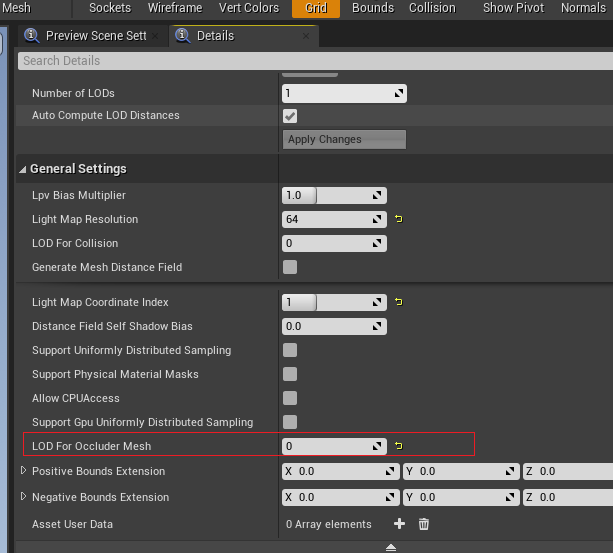 Mesh Sockets Wireframe Vert Colors Grid Bounds Collision Show Pivot Normals
Preview Scene Sett × Details ×
Search Details
Number of LODs 1
Auto Compute LOD Distances
Apply Changes
General Settings
Lpv Bias Multiplier 1.0
Light Map Resolution 64
LOD For Collision 0
Generate Mesh Distance Field
Light Map Coordinate Index 1
Distance Field Self Shadow Bias 0.0
Support Uniformly Distributed Sampling
Support Physical Material Masks
Allow CPUAccess
Support Gpu Uniformly Distributed Sampling
LOD For Occluder Mesh 0
Positive Bounds Extension X 0.0 Y 0.0 Z 0.0
Negative Bounds Extension X 0.0 Y 0.0 Z 0.0
Asset User Data 0 Array elements